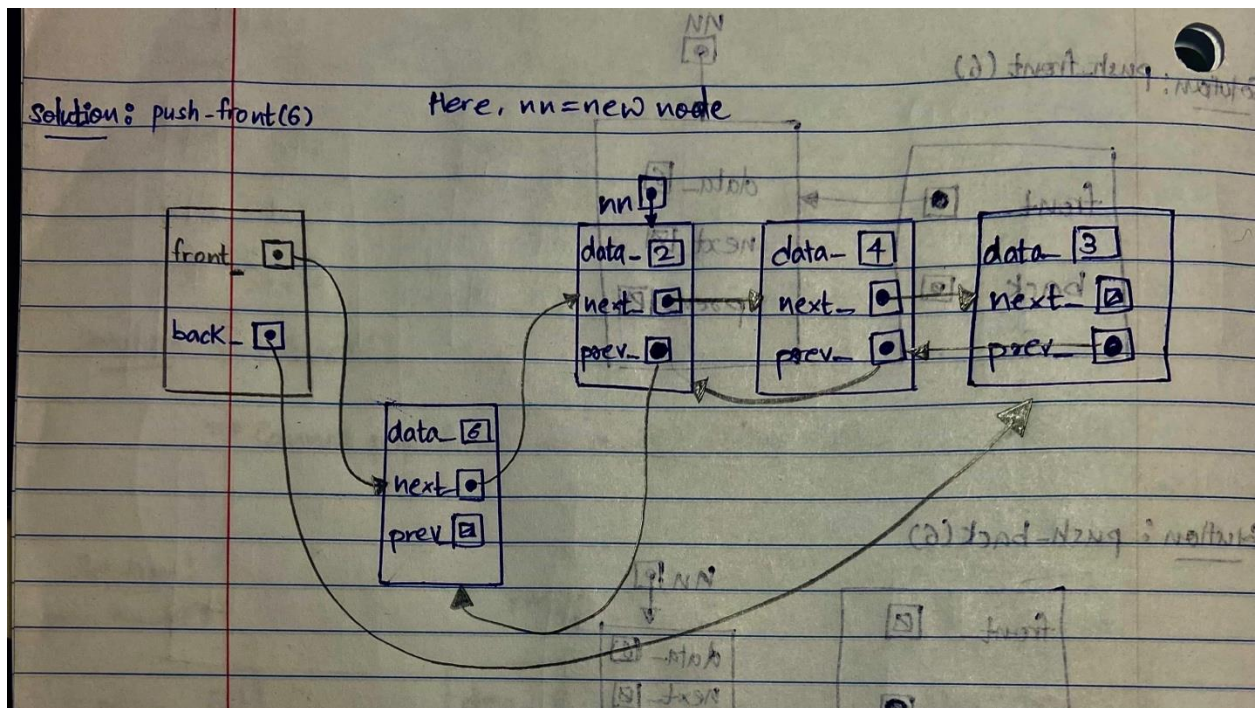 Solution: push-front(6) Here, nn=new node
nn
front_
back_
data_ 2
next_
prev_
data_ 4
next_
prev_
data_ 3
next_
prev_
data_ 6
next_
prev